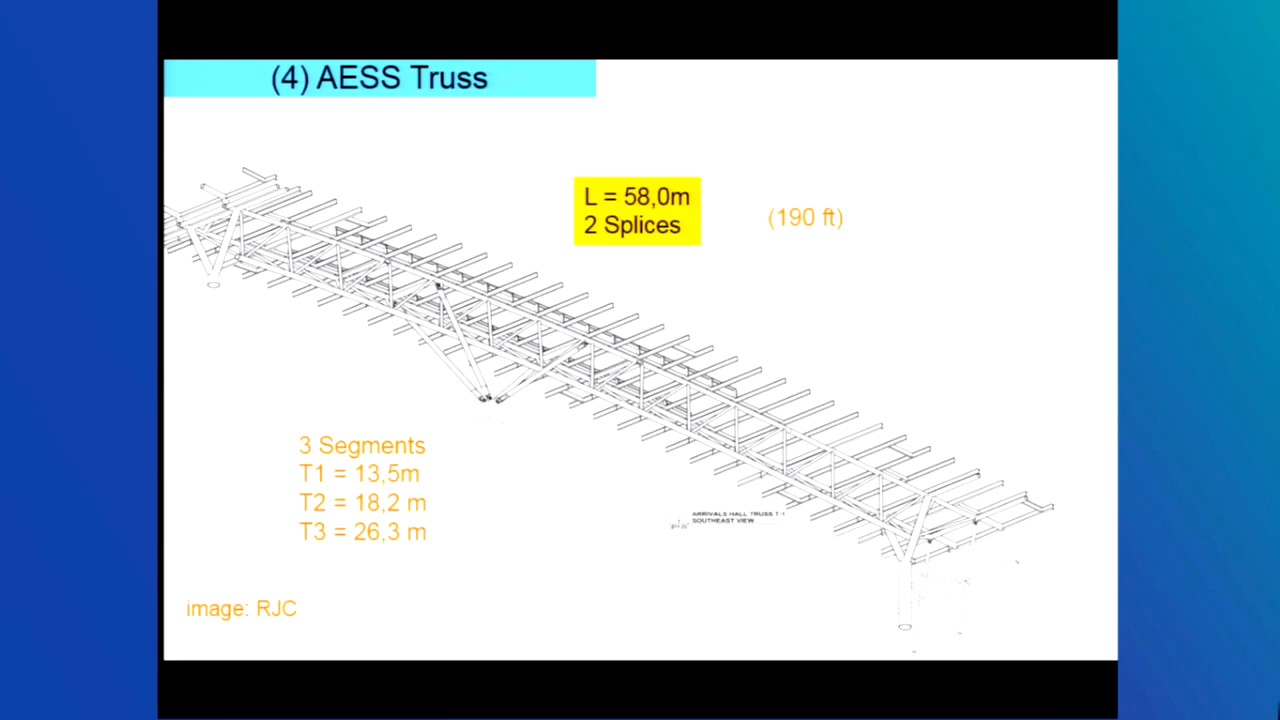 (4) AESS Truss
L = 58,0m
2 Splices
(190 ft)
3 Segments
T1 = 13,5m
T2 = 18,2 m
T3 = 26,3 m
ARRIVALS HALL TRUSS T-1
SOUTHEAST VIEW
image: RJC